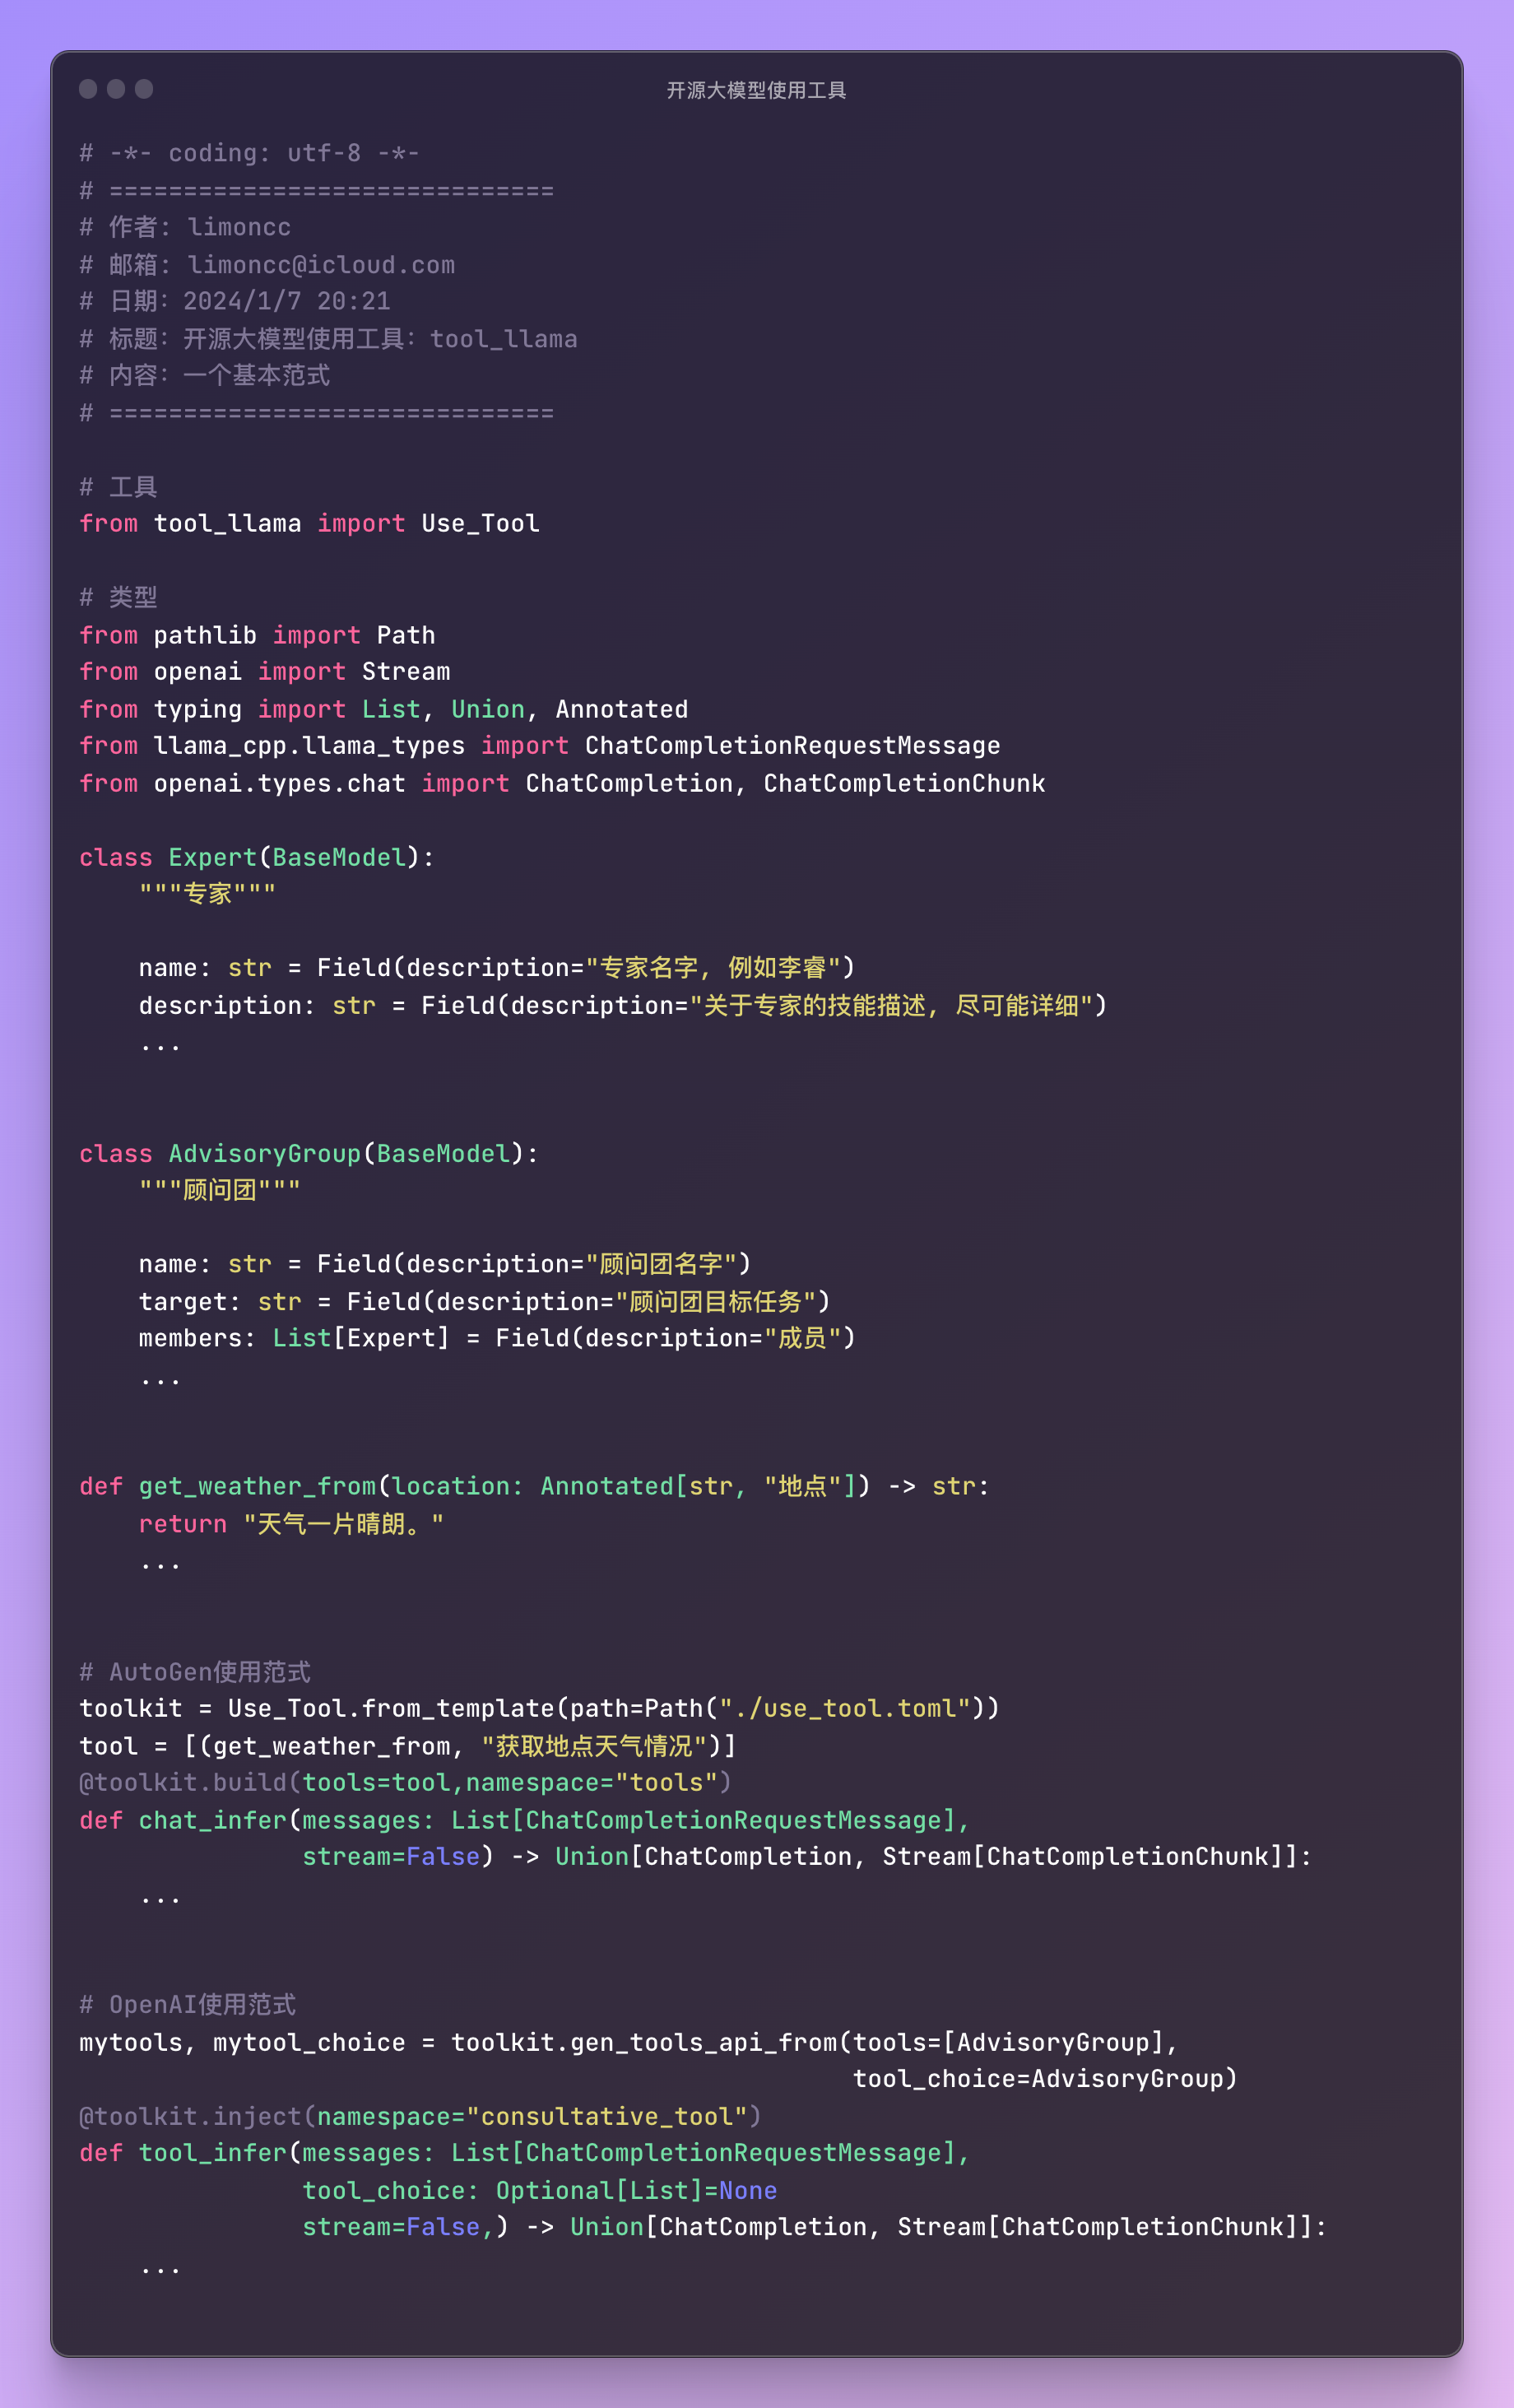 开源大模型使用工具
# -*- coding: utf-8 -*-
# ==============================
# 作者: limoncc
# 邮箱: limoncc@icloud.com
# 日期：2024/1/7 20:21
# 标题：开源大模型使用工具：tool_llama
# 内容：一个基本范式
# ==============================
# 工具
from tool_llama import Use_Tool
# 类型
from pathlib import Path
from openai import Stream
from typing import List, Union, Annotated
from llama_cpp.llama_types import ChatCompletionRequestMessage
from openai.types.chat import ChatCompletion, ChatCompletionChunk
class Expert(BaseModel):
    """专家"""
    name: str = Field(description="专家名字, 例如李睿")
    description: str = Field(description="关于专家的技能描述, 尽可能详细")
    ...
class AdvisoryGroup(BaseModel):
    """顾问团"""
    name: str = Field(description="顾问团名字")
    target: str = Field(description="顾问团目标任务")
    members: List[Expert] = Field(description="成员")
    ...
def get_weather_from(location: Annotated[str, "地点"]) -> str:
    return "天气一片晴朗。"
    ...
# AutoGen使用范式
toolkit = Use_Tool.from_template(path=Path("./use_tool.toml"))
tool = [(get_weather_from, "获取地点天气情况")]
@toolkit.build(tools=tool,namespace="tools")
def chat_infer(messages: List[ChatCompletionRequestMessage],
               stream=False) -> Union[ChatCompletion, Stream[ChatCompletionChunk]]:
    ...
# OpenAI使用范式
mytools, mytool_choice = toolkit.gen_tools_api_from(tools=[AdvisoryGroup],
                                                    tool_choice=AdvisoryGroup)
@toolkit.inject(namespace="consultative_tool")
def tool_infer(messages: List[ChatCompletionRequestMessage],
               tool_choice: Optional[List]=None
               stream=False,) -> Union[ChatCompletion, Stream[ChatCompletionChunk]]:
    ...